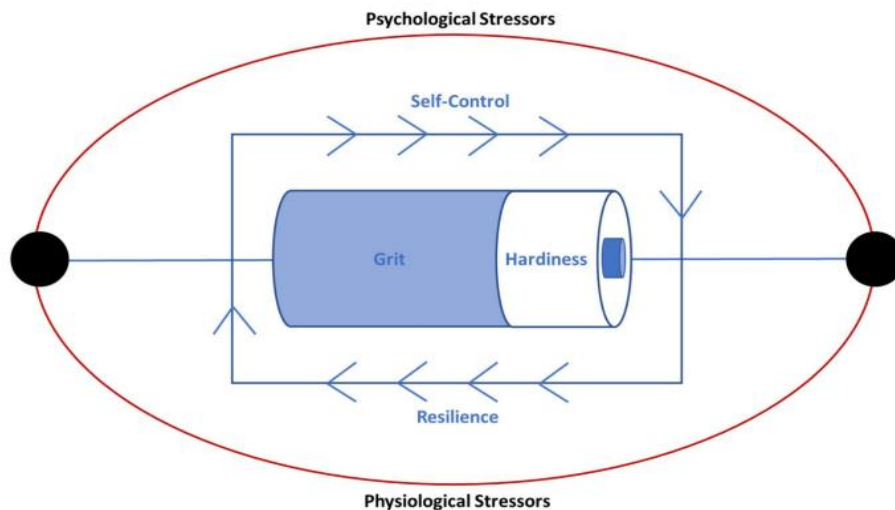 Psychological Stressors
Self-Control
Grit
Hardiness
Resilience
Physiological Stressors